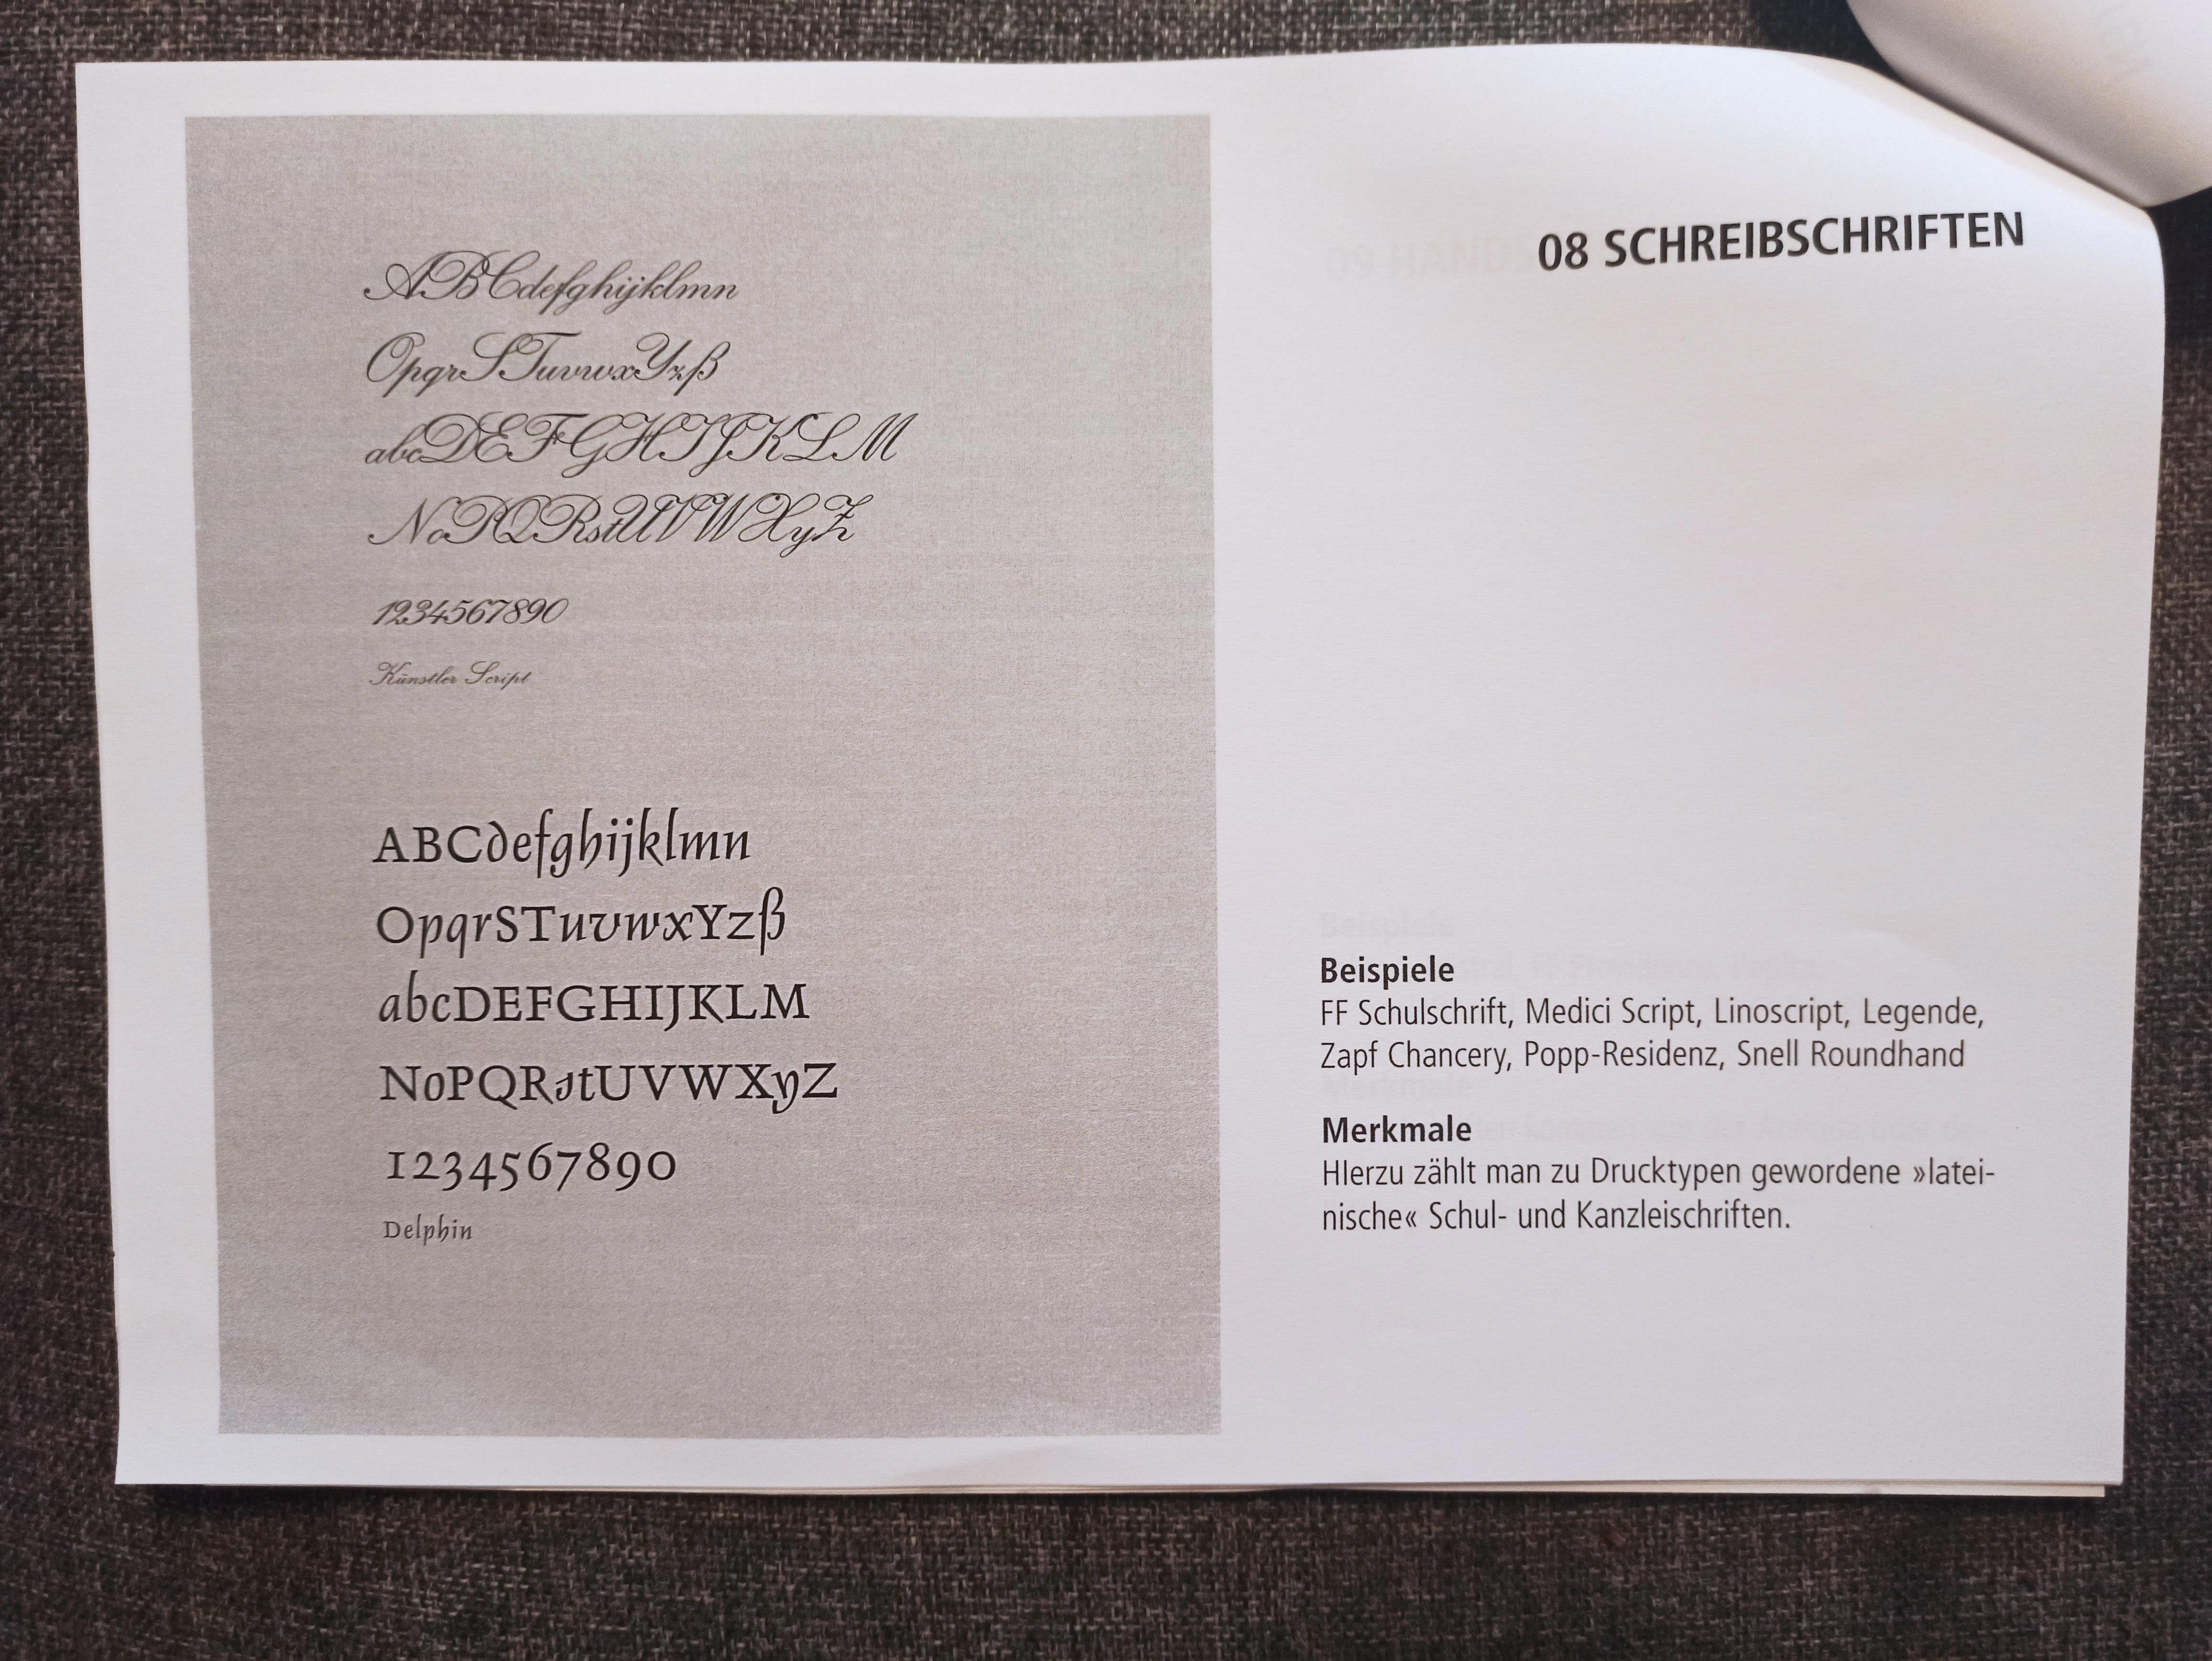 ABCdefghijklmn
OpqrSTuvwxYzß
abcDEFGHIJKLM
NoPQRstUVWXyZ
1234567890
Künstler Script
ABCdefghijklmn
OpqrSTuvwxYzß
abcDEFGHIJKLM
NoPQRstUVWXyZ
1234567890
Delphin
08 SCHREIBSCHRIFTEN
Beispiele
FF Schulschrift, Medici Script, Linoscript, Legende,
Zapf Chancery, Popp-Residenz, Snell Roundhand
Merkmale
HIerzu zählt man zu Drucktypen gewordene »latei-
nische« Schul- und Kanzleischriften.